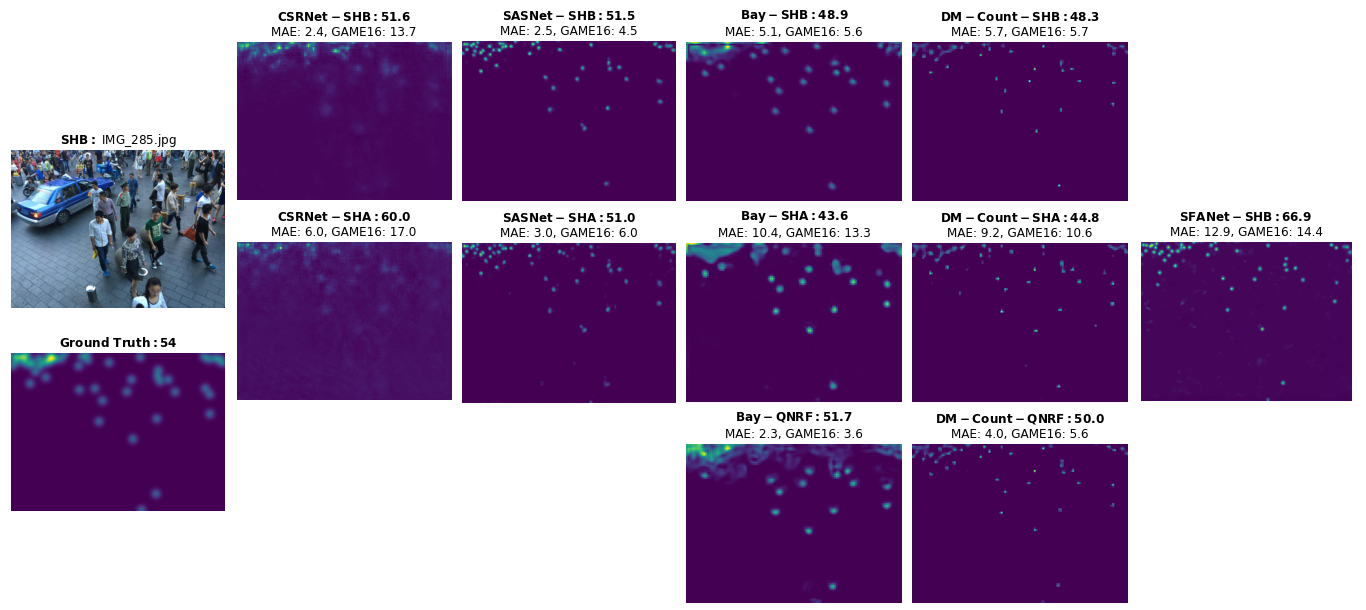 CSRNet − SHB: 51.6
MAE: 2.4, GAME16: 13.7
SASNet − SHB: 51.5
MAE: 2.5, GAME16: 4.5
Bay − SHB: 48.9
MAE: 5.1, GAME16: 5.6
DM − Count − SHB: 48.3
MAE: 5.7, GAME16: 5.7
SHB: IMG_285.jpg
CSRNet − SHA: 60.0
MAE: 6.0, GAME16: 17.0
SASNet − SHA: 51.0
MAE: 3.0, GAME16: 6.0
Bay − SHA: 43.6
MAE: 10.4, GAME16: 13.3
DM − Count − SHA: 44.8
MAE: 9.2, GAME16: 10.6
SFANet − SHB: 66.9
MAE: 12.9, GAME16: 14.4
Ground Truth: 54
Bay − QNRF: 51.7
MAE: 2.3, GAME16: 3.6
DM − Count − QNRF: 50.0
MAE: 4.0, GAME16: 5.6